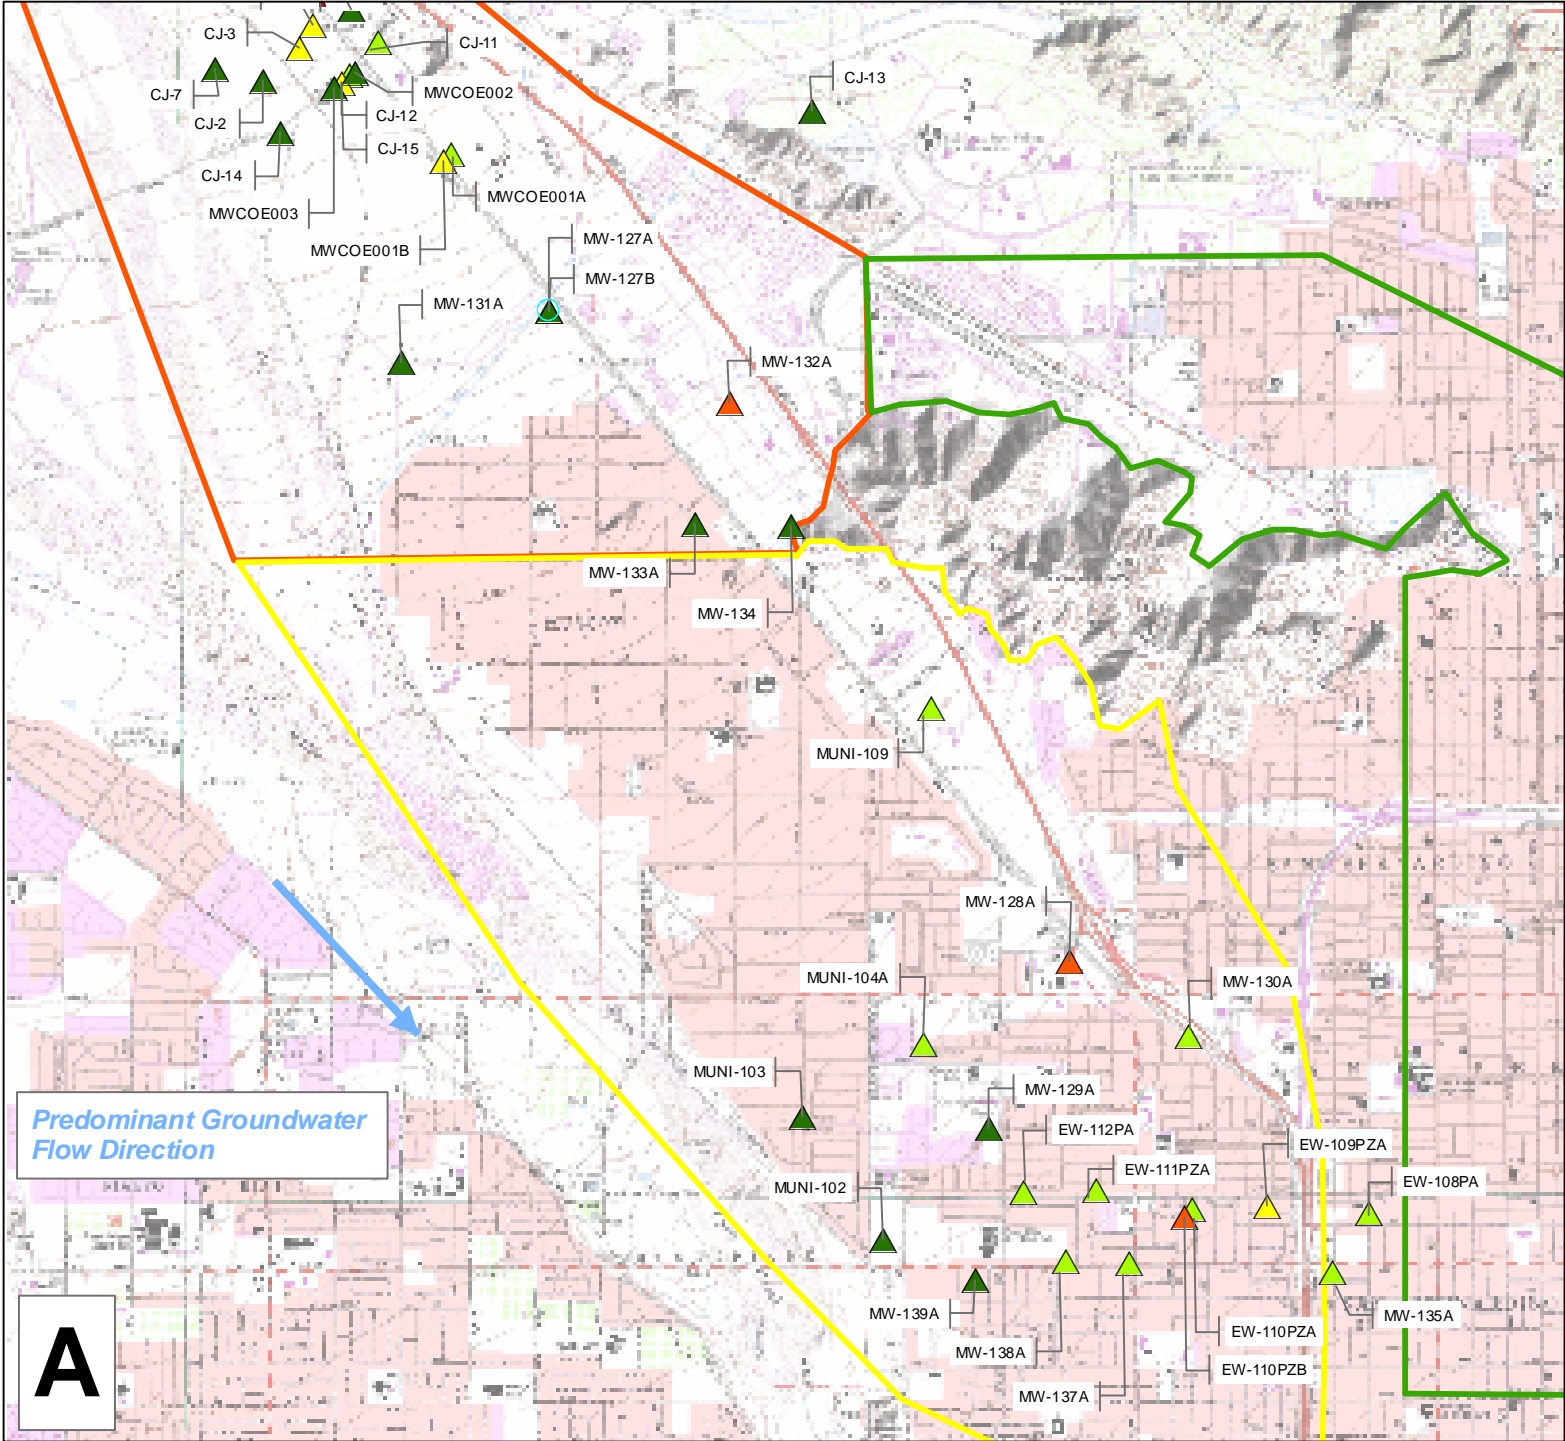 CJ-3
CJ-11
CJ-13
CJ-7
MWCOE002
CJ-2
CJ-12
CJ-15
CJ-14
MWCOE001A
MWCOE003
MWCOE001B
MW-127A
MW-127B
MW-131A
MW-132A
MW-133A
MW-134
MUNI-109
MW-128A
MUNI-104A
MW-130A
MUNI-103
MW-129A
Predominant Groundwater
Flow Direction
EW-112PA
EW-109PZA
EW-111PZA
EW-108PA
MUNI-102
MW-139A
MW-135A
EW-110PZA
MW-138A
EW-110PZB
MW-137A
A